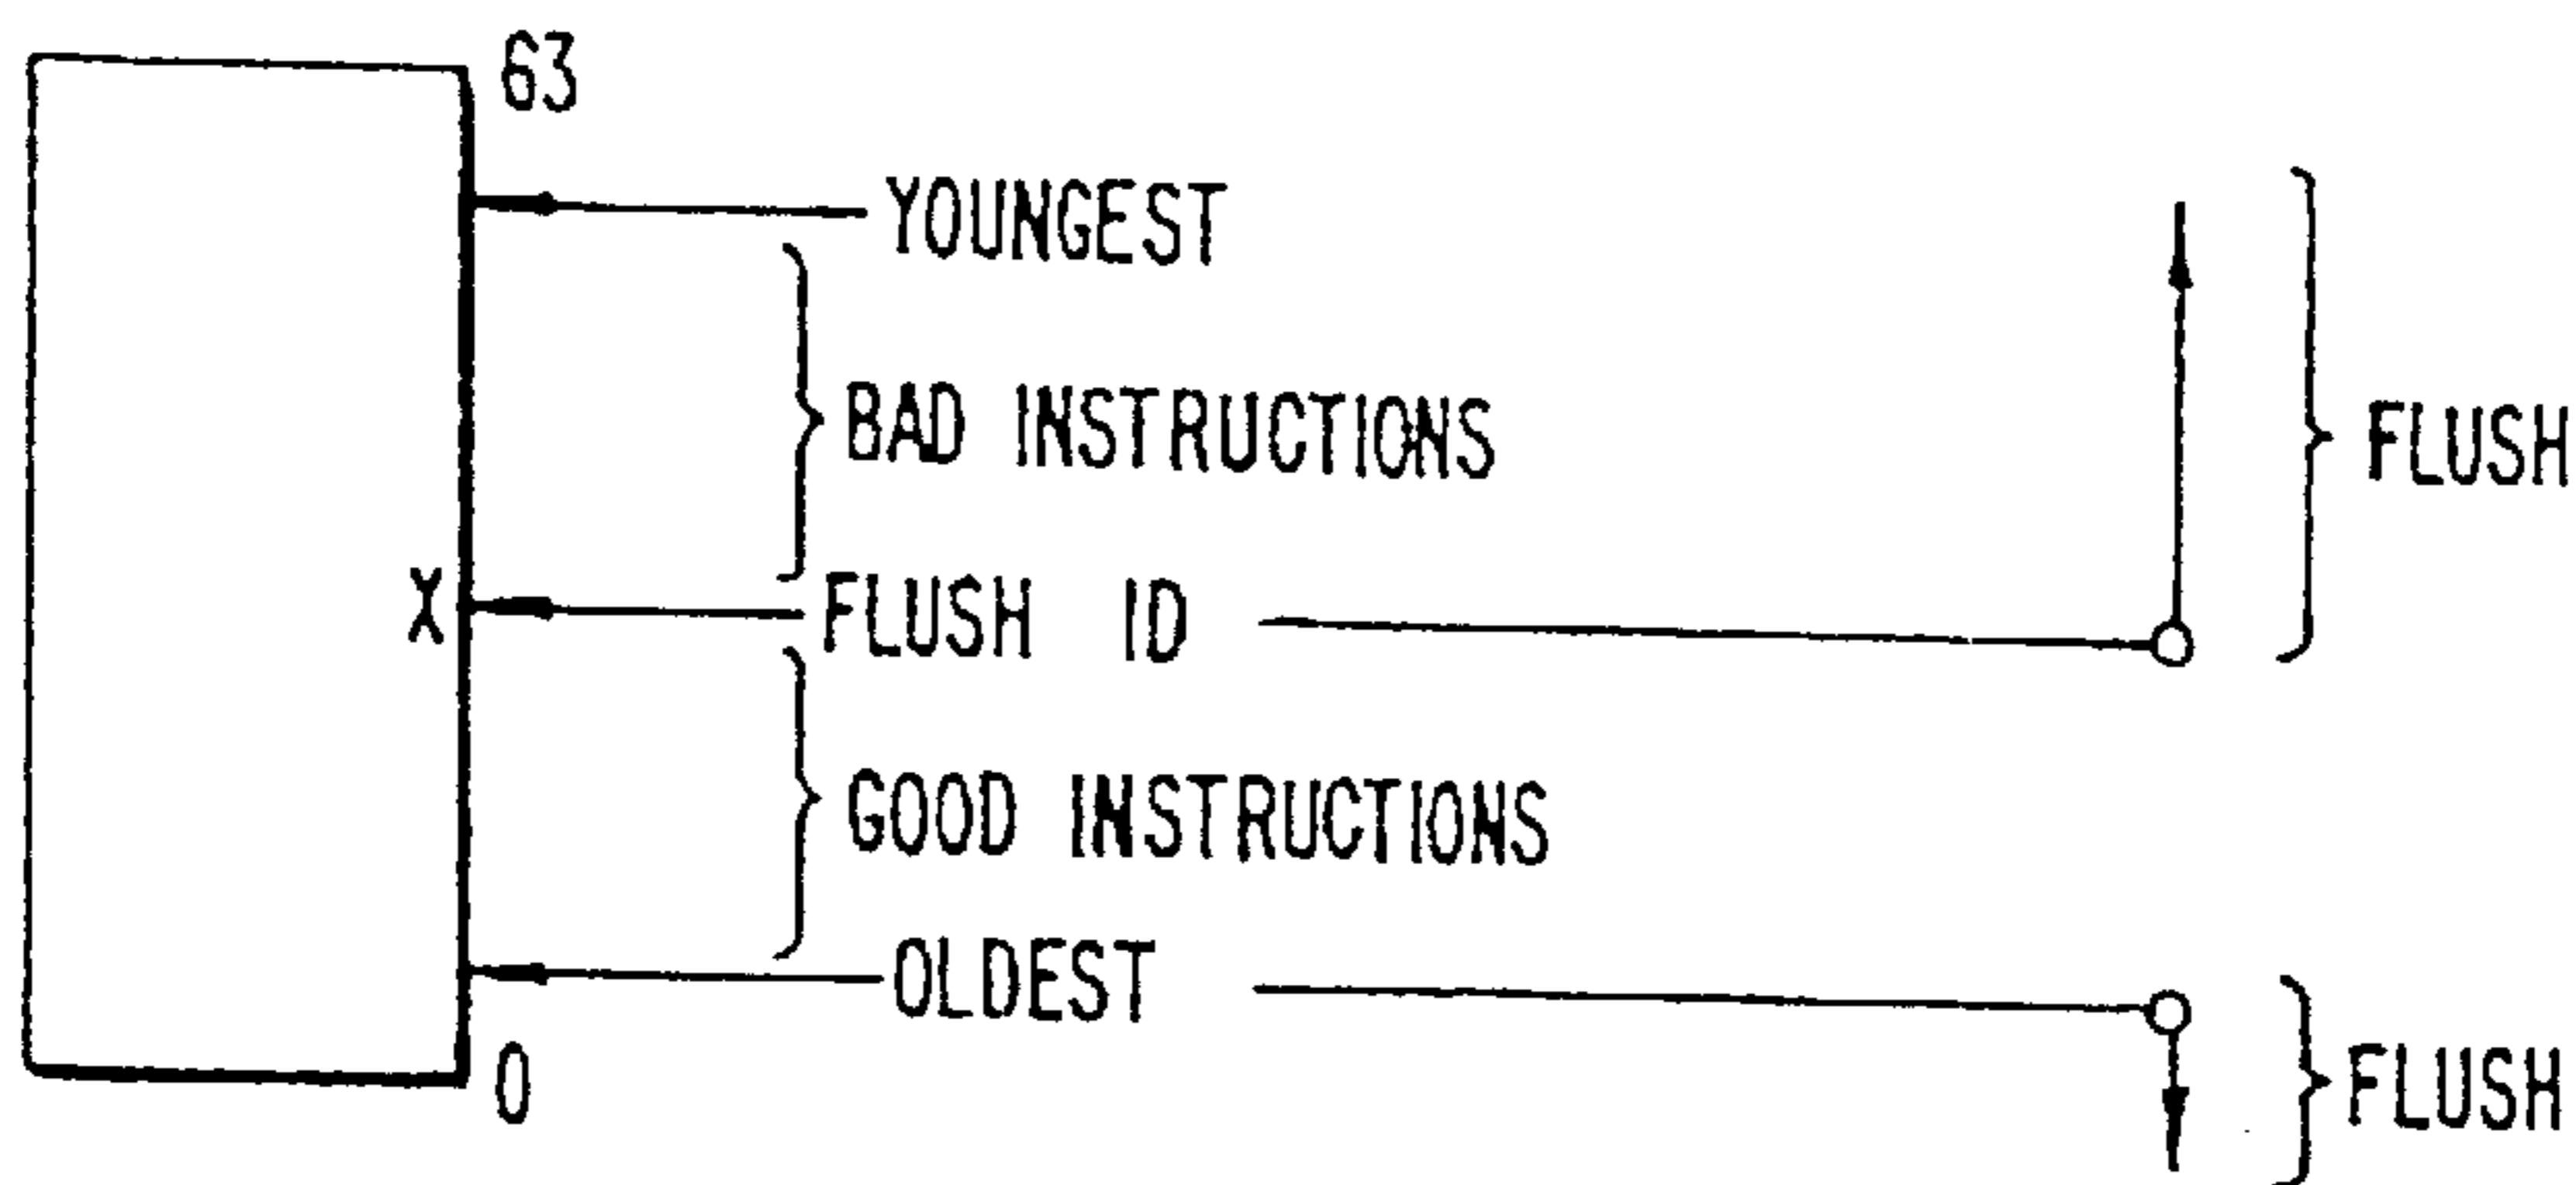 63
YOUNGEST
BAD INSTRUCTIONS
FLUSH
X
FLUSH ID
GOOD INSTRUCTIONS
OLDEST
0
FLUSH